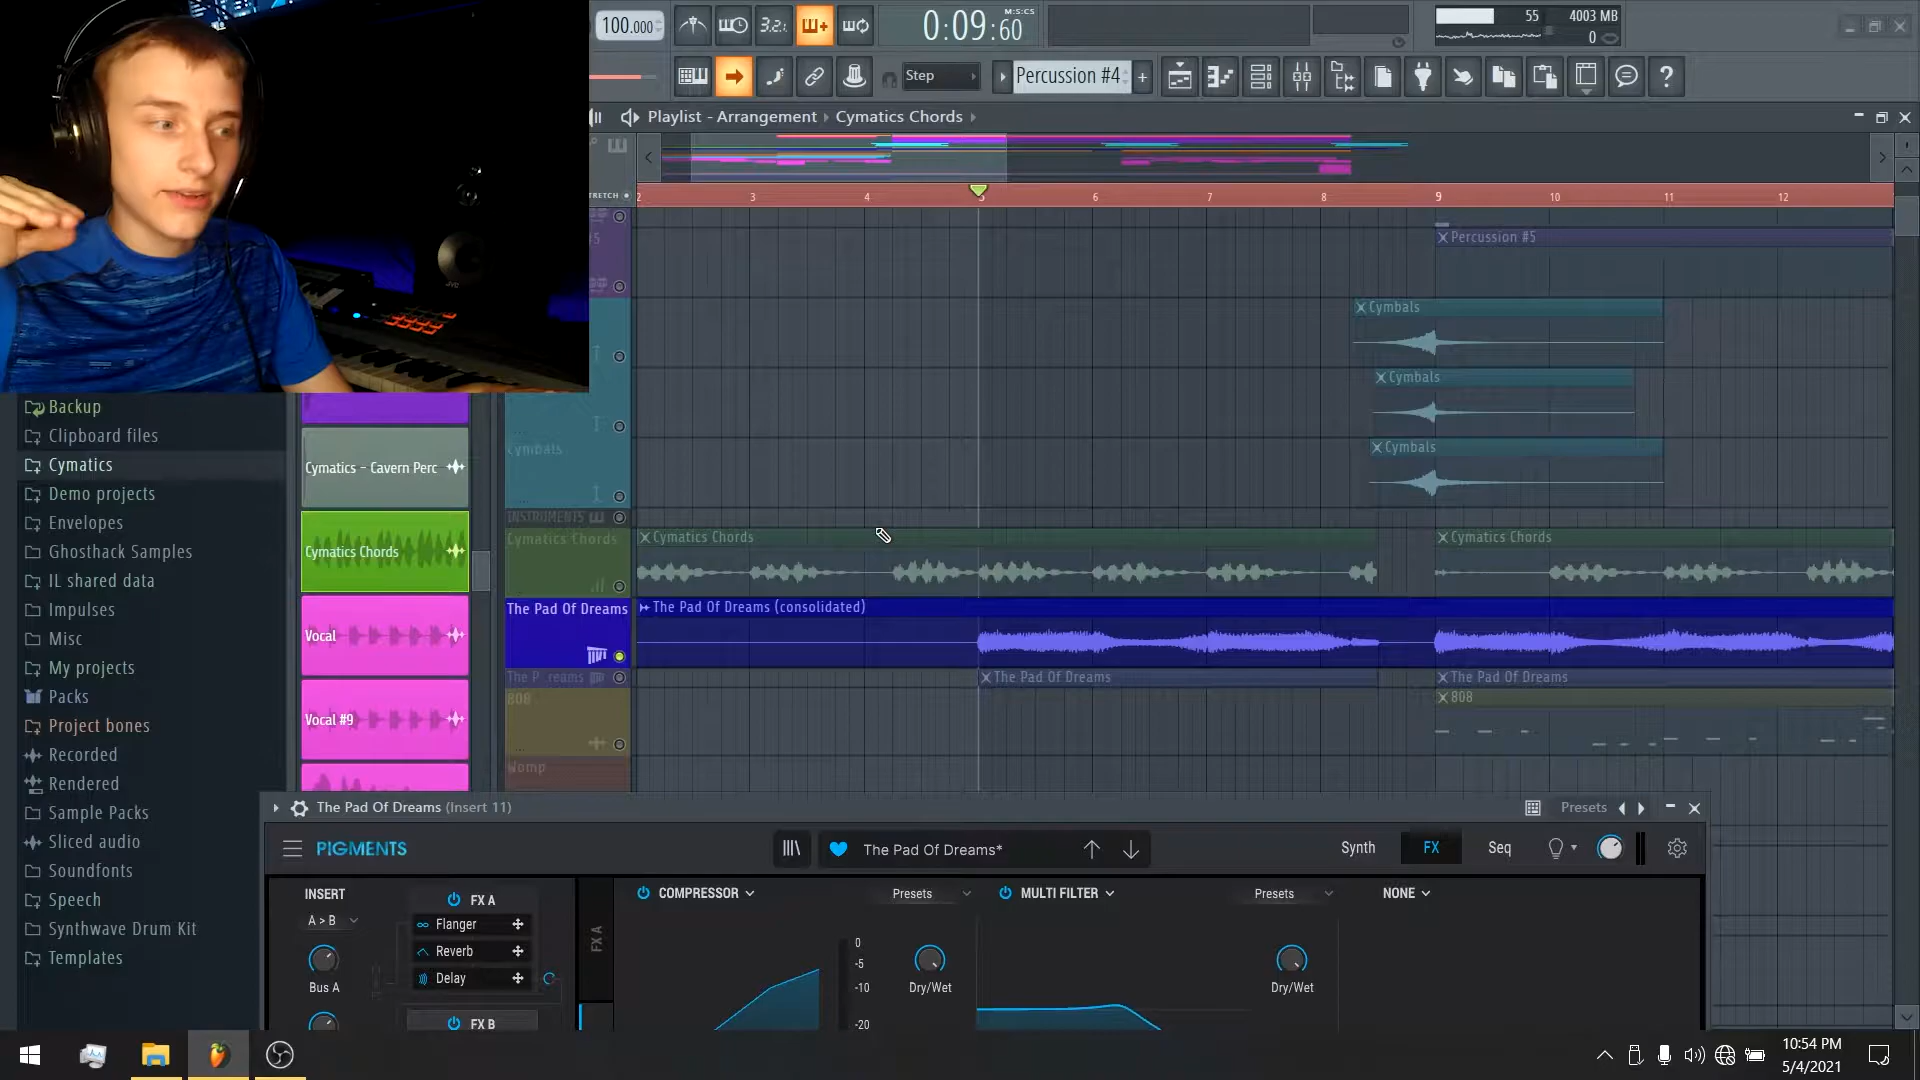 100.000
3.2.
0:09:60
M:S:CS
55
4003 MB
0
Step
Percussion #4
Playlist - Arrangement
Cymatics Chords
2
3
4
5
6
7
8
9
10
11
12
Percussion #5
Cymbals
Cymbals
Cymbals
Cymbals
INSTRUMENTS
Cymatics Chords
Cymatics Chords
Cymatics Chords
The Pad Of Dreams
The Pad Of Dreams (consolidated)
The P..reams
The Pad Of Dreams
The Pad Of Dreams
808
808
Womp
Backup
Clipboard files
Cymatics
Demo projects
Envelopes
Ghosthack Samples
IL shared data
Impulses
Misc
My projects
Packs
Project bones
Recorded
Rendered
Sample Packs
Sliced audio
Soundfonts
Speech
Synthwave Drum Kit
Templates
Cymatics - Cavern Perc
Cymatics Chords
Vocal
Vocal #9
The Pad Of Dreams (Insert 11)
Presets
PIGMENTS
The Pad Of Dreams*
Synth
FX
Seq
INSERT
A > B
Bus A
FX A
Flanger
Reverb
Delay
FX B
FX A
COMPRESSOR
Presets
0
-5
-10
-20
Dry/Wet
MULTI FILTER
Presets
Dry/Wet
NONE
10:54 PM
5/4/2021